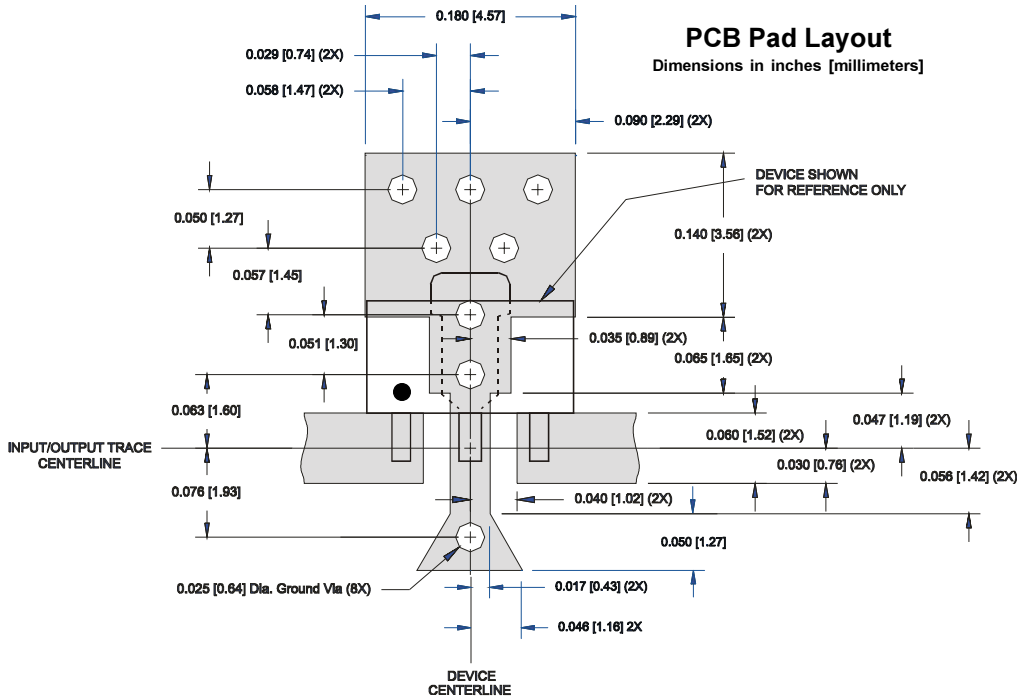 0.180 [4.57]
PCB Pad Layout
Dimensions in inches [millimeters]
0.029 [0.74] (2X)
0.058 [1.47] (2X)
0.090 [2.29] (2X)
DEVICE SHOWN
FOR REFERENCE ONLY
0.050 [1.27]
0.140 [3.56] (2X)
0.057 [1.45]
0.051 [1.30]
0.035 [0.89] (2X)
0.065 [1.65] (2X)
0.063 [1.60]
0.047 [1.19] (2X)
0.060 [1.52] (2X)
INPUT/OUTPUT TRACE
CENTERLINE
0.030 [0.76] (2X)
0.056 [1.42] (2X)
0.076 [1.93]
0.040 [1.02] (2X)
0.050 [1.27]
0.025 [0.64] Dia. Ground Via (8X)
0.017 [0.43] (2X)
0.046 [1.16] 2X
DEVICE
CENTERLINE